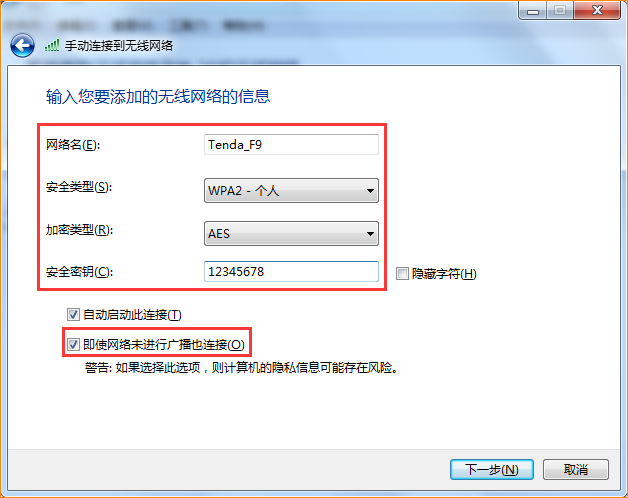 手动连接到无线网络
输入您要添加的无线网络的信息
网络名(E): Tenda_F9
安全类型(S): WPA2 - 个人
加密类型(R): AES
安全密钥(C): 12345678 隐藏字符(H)
自动启动此连接(T)
即使网络未进行广播也连接(O)
警告: 如果选择此选项，则计算机的隐私信息可能存在风险。
下一步(N) 取消